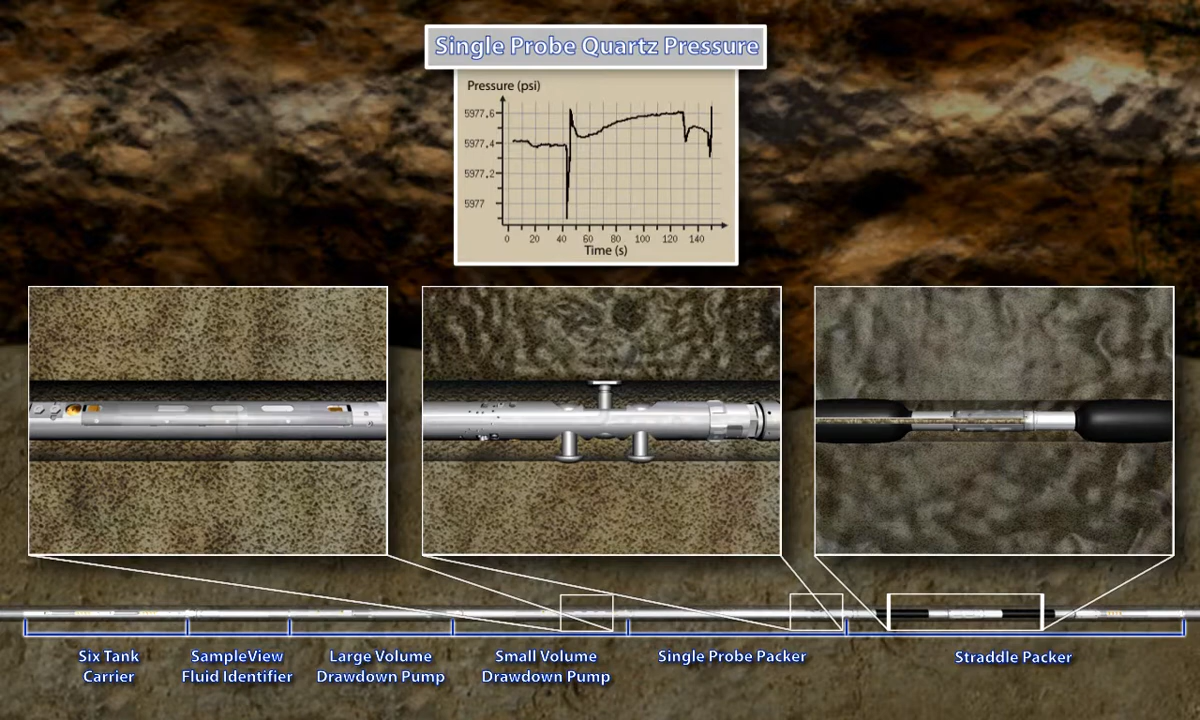 Single Probe Quartz Pressure
Pressure (psi)
5977,6
5977,4
5977,2
5977
0 20 40 60 80 100 120 140
Time (s)
Six Tank
Carrier
SampleView
Fluid Identifier
Large Volume
Drawdown Pump
Small Volume
Drawdown Pump
Single Probe Packer
Straddle Packer